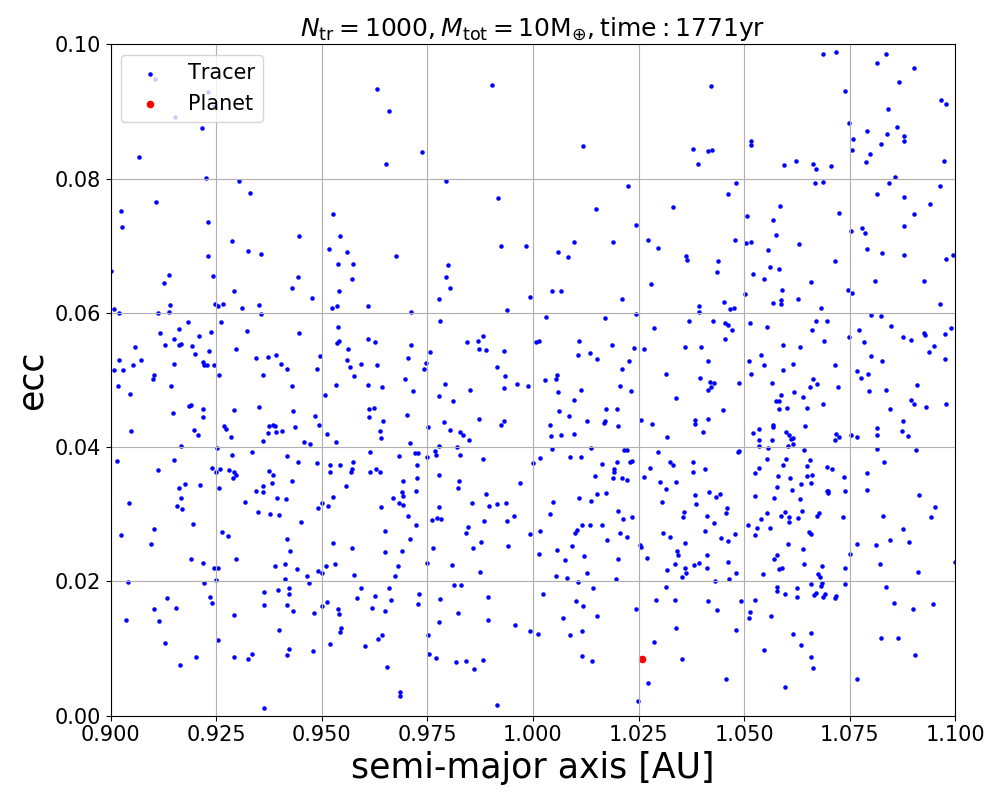 N_tr = 1000, M_tot = 10M_⊕, time : 1771yr
Tracer
Planet
0.10
0.08
0.06
0.04
0.02
0.00
ecc
0.900 0.925 0.950 0.975 1.000 1.025 1.050 1.075 1.100
semi-major axis [AU]